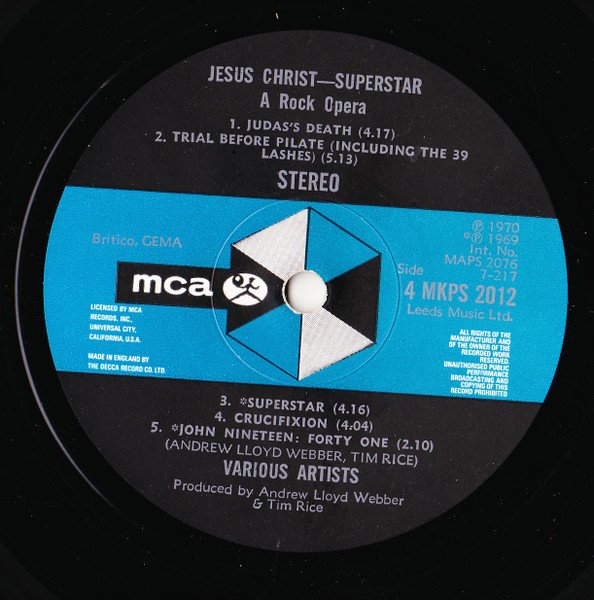 JESUS CHRIST—SUPERSTAR
A Rock Opera
1. JUDAS'S DEATH (4.17)
2. TRIAL BEFORE PILATE (INCLUDING THE 39
LASHES) (5.13)
STEREO
Britico, GEMA
℗ 1970
*℗ 1969
Int. No.
MAPS 2076
7-217
mca
Side
4 MKPS 2012
Leeds Music Ltd.
LICENSED BY MCA
RECORDS, INC.,
UNIVERSAL CITY,
CALIFORNIA, U.S.A.
MADE IN ENGLAND BY
THE DECCA RECORD CO. LTD.
ALL RIGHTS OF THE
MANUFACTURER AND
OF THE OWNER OF THE
RECORDED WORK
RESERVED.
UNAUTHORISED PUBLIC
PERFORMANCE
BROADCASTING AND
COPYING OF THIS
RECORD PROHIBITED
3. *SUPERSTAR (4.16)
4. CRUCIFIXION (4.04)
5. *JOHN NINETEEN: FORTY ONE (2.10)
(ANDREW LLOYD WEBBER, TIM RICE)
VARIOUS ARTISTS
Produced by Andrew Lloyd Webber
& Tim Rice